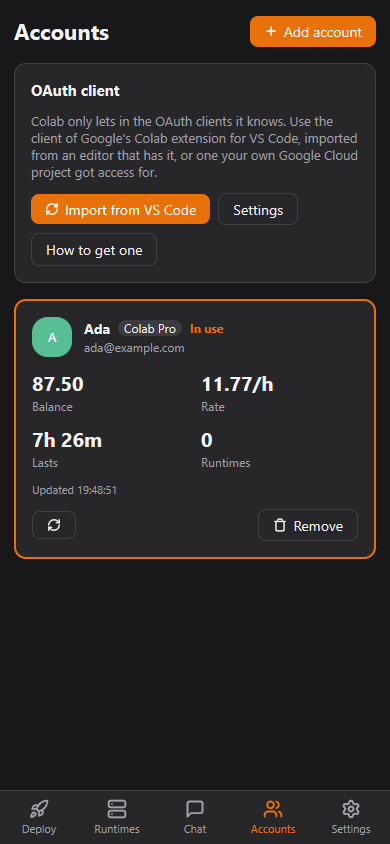 Accounts
Add account
OAuth client
Colab only lets in the OAuth clients it knows. Use the
client of Google's Colab extension for VS Code, imported
from an editor that has it, or one your own Google Cloud
project got access for.
Import from VS Code
Settings
How to get one
A
Ada Colab Pro In use
ada@example.com
87.50 11.77/h
Balance Rate
7h 26m 0
Lasts Runtimes
Updated 19:48:51
Remove
Deploy Runtimes Chat Accounts Settings